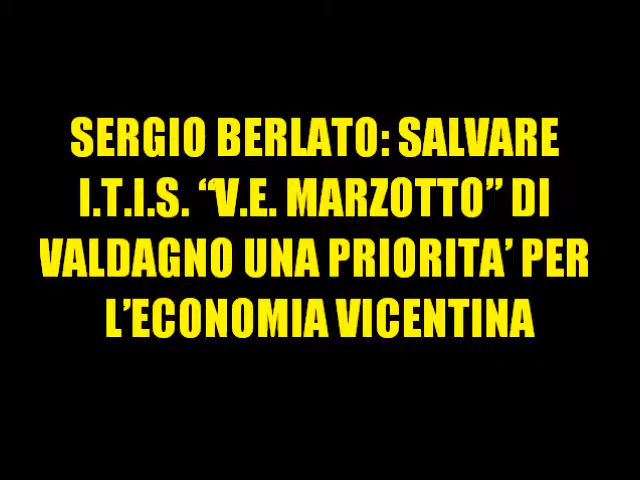 SERGIO BERLATO: SALVARE
I.T.I.S. “V.E. MARZOTTO” DI
VALDAGNO UNA PRIORITA’ PER
L’ECONOMIA VICENTINA